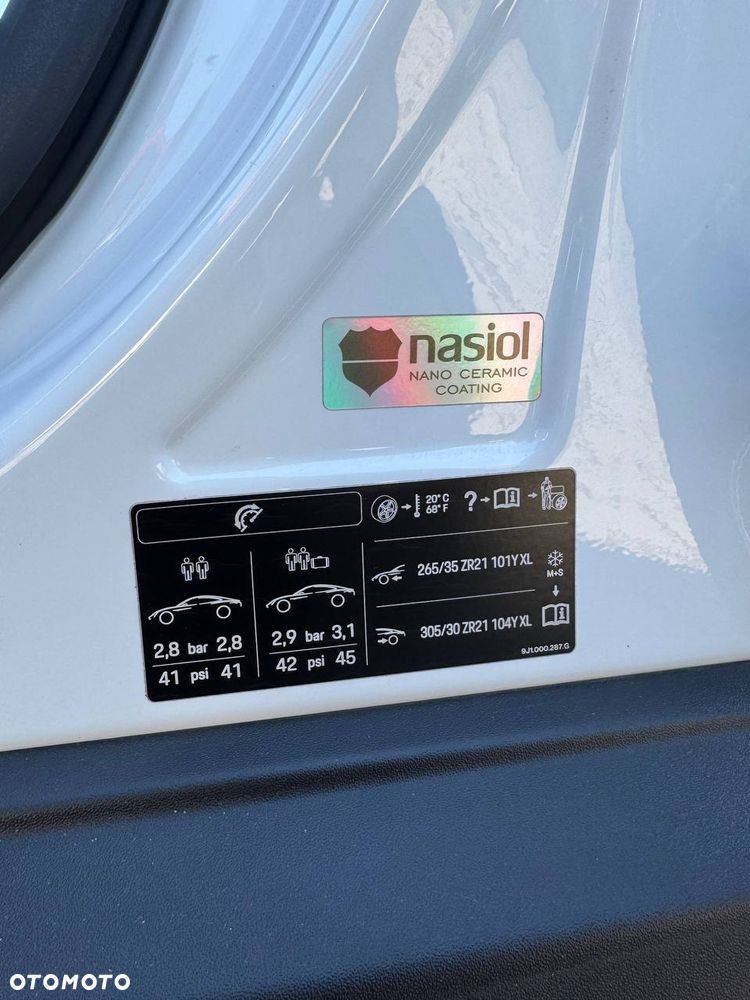 nasiol
NANO CERAMIC
COATING
20° C
68° F
?
i
265/35 ZR21 101Y XL
M+S
305/30 ZR21 104Y XL
i
2,8 bar 2,8
41 psi 41
2,9 bar 3,1
42 psi 45
9J1.000.287.G
OTOMOTO